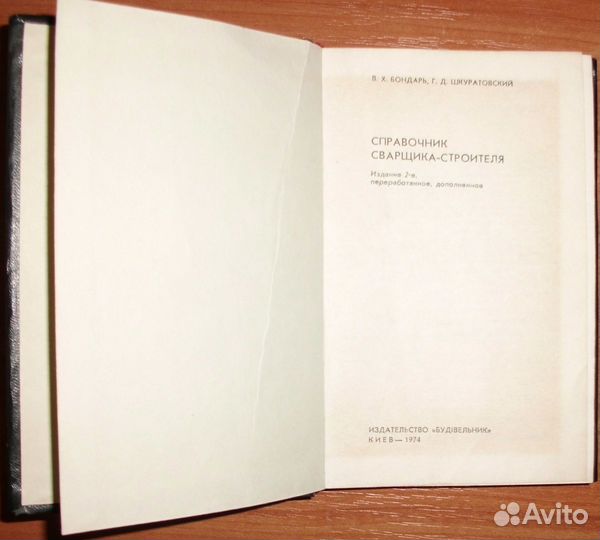 В. Х. БОНДАРЬ, Г. Д. ШКУРАТОВСКИЙ
СПРАВОЧНИК
СВАРЩИКА-СТРОИТЕЛЯ
Издание 2-е,
переработанное, дополненное
ИЗДАТЕЛЬСТВО «БУДІВЕЛЬНИК»
КИЕВ — 1974
Avito